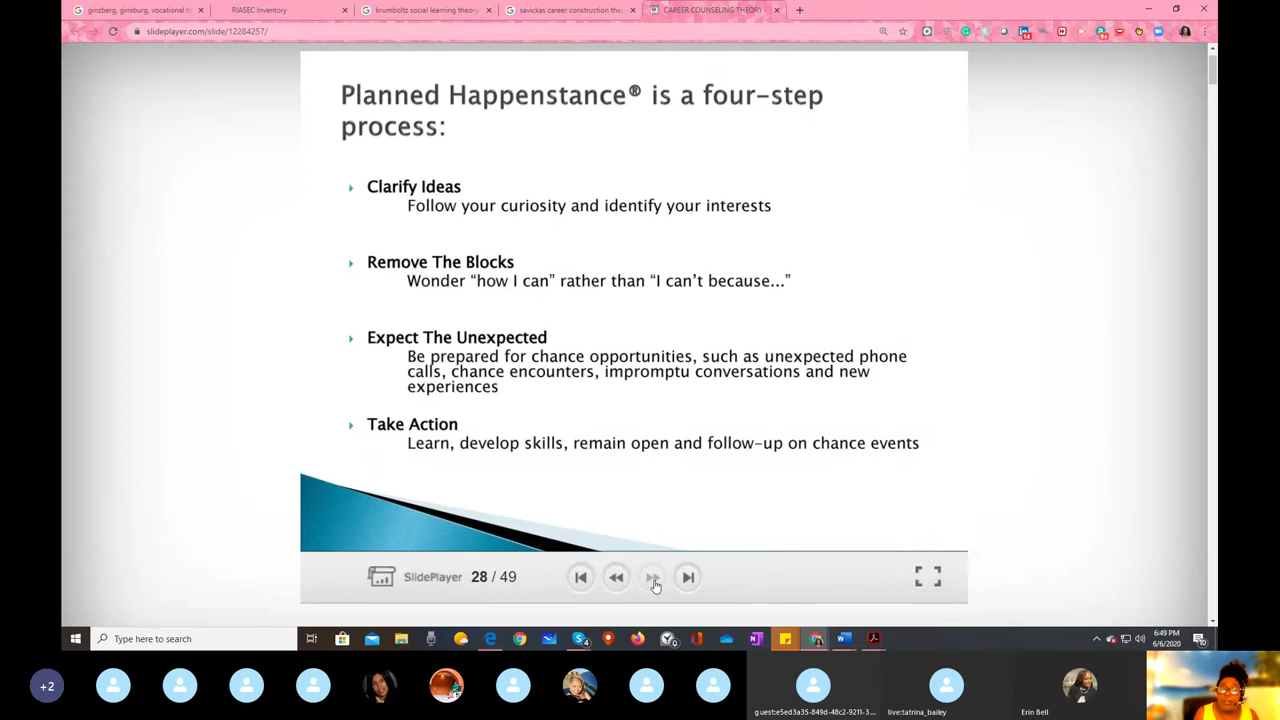 ginzberg, ginsburg, vocational t
RIASEC Inventory
krumboltz social learning theory
savickas career construction the
CAREER COUNSELING THEORY
slideplayer.com/slide/12284257/
Planned Happenstance® is a four-step
process:
Clarify Ideas
Follow your curiosity and identify your interests
Remove The Blocks
Wonder “how I can” rather than “I can’t because...”
Expect The Unexpected
Be prepared for chance opportunities, such as unexpected phone
calls, chance encounters, impromptu conversations and new
experiences
Take Action
Learn, develop skills, remain open and follow-up on chance events
SlidePlayer 28 / 49
Type here to search
6:49 PM
6/6/2020
+2
guest:e5ed3a35-849d-48c2-9211-3...
live:tatrina_bailey
Erin Bell